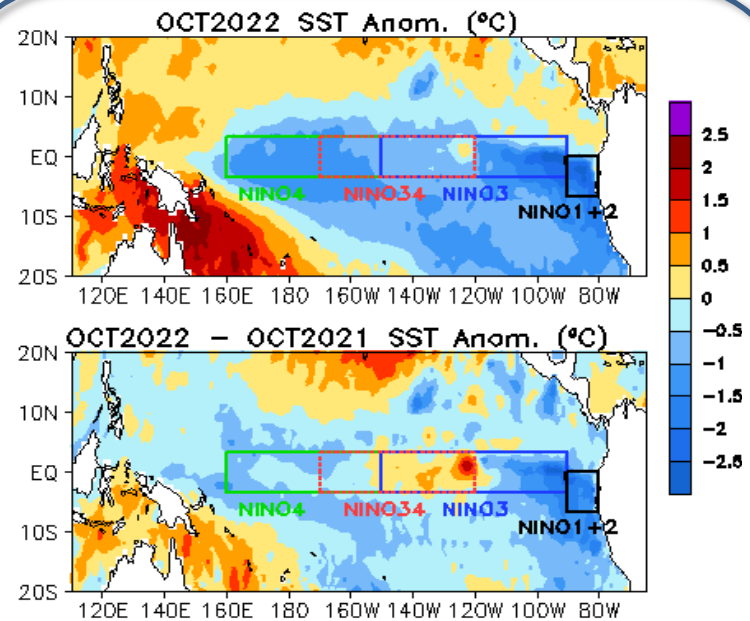 OCT2022 SST Anom. (°C)
20N
10N
EQ
10S
20S
NINO4 NINO34 NINO3
NINO1+2
120E 140E 160E 180 160W 140W 120W 100W 80W
OCT2022 – OCT2021 SST Anom. (°C)
20N
10N
EQ
10S
20S
NINO4 NINO34 NINO3
NINO1+2
120E 140E 160E 180 160W 140W 120W 100W 80W
2.5
2
1.5
1
0.5
0
−0.5
−1
−1.5
−2
−2.5